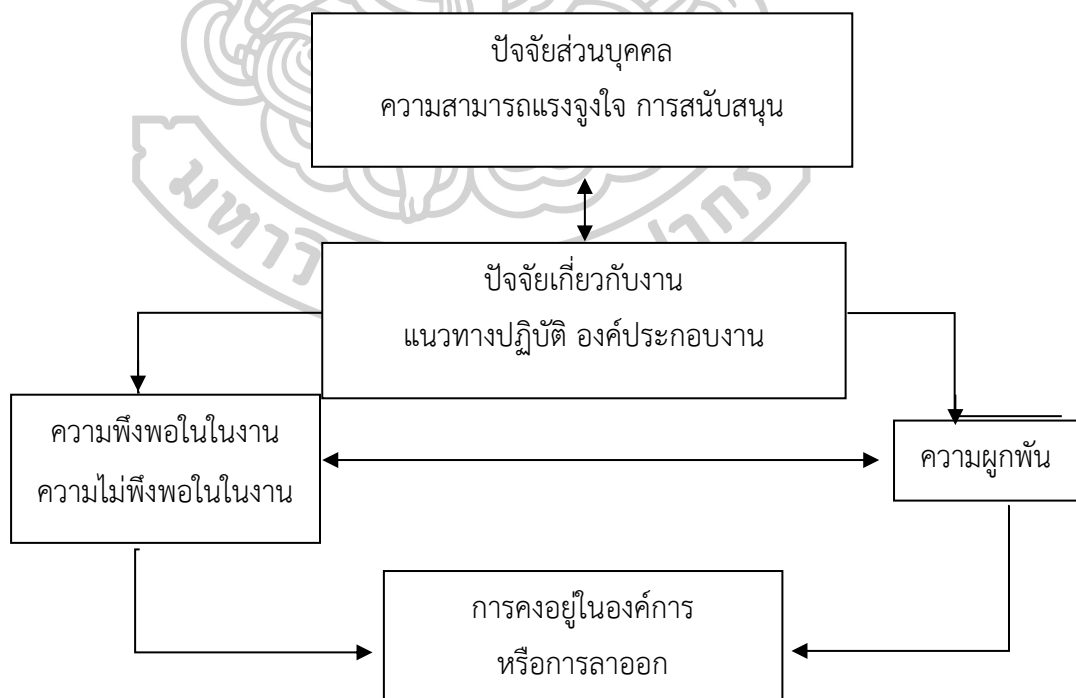 ปัจจัยส่วนบุคคล
ความสามารถแรงจูงใจ การสนับสนุน
ปัจจัยเกี่ยวกับงาน
แนวทางปฏิบัติ องค์ประกอบงาน
ความพึงพอในในงาน
ความไม่พึงพอในในงาน
ความผูกพัน
การคงอยู่ในองค์การ
หรือการลาออก